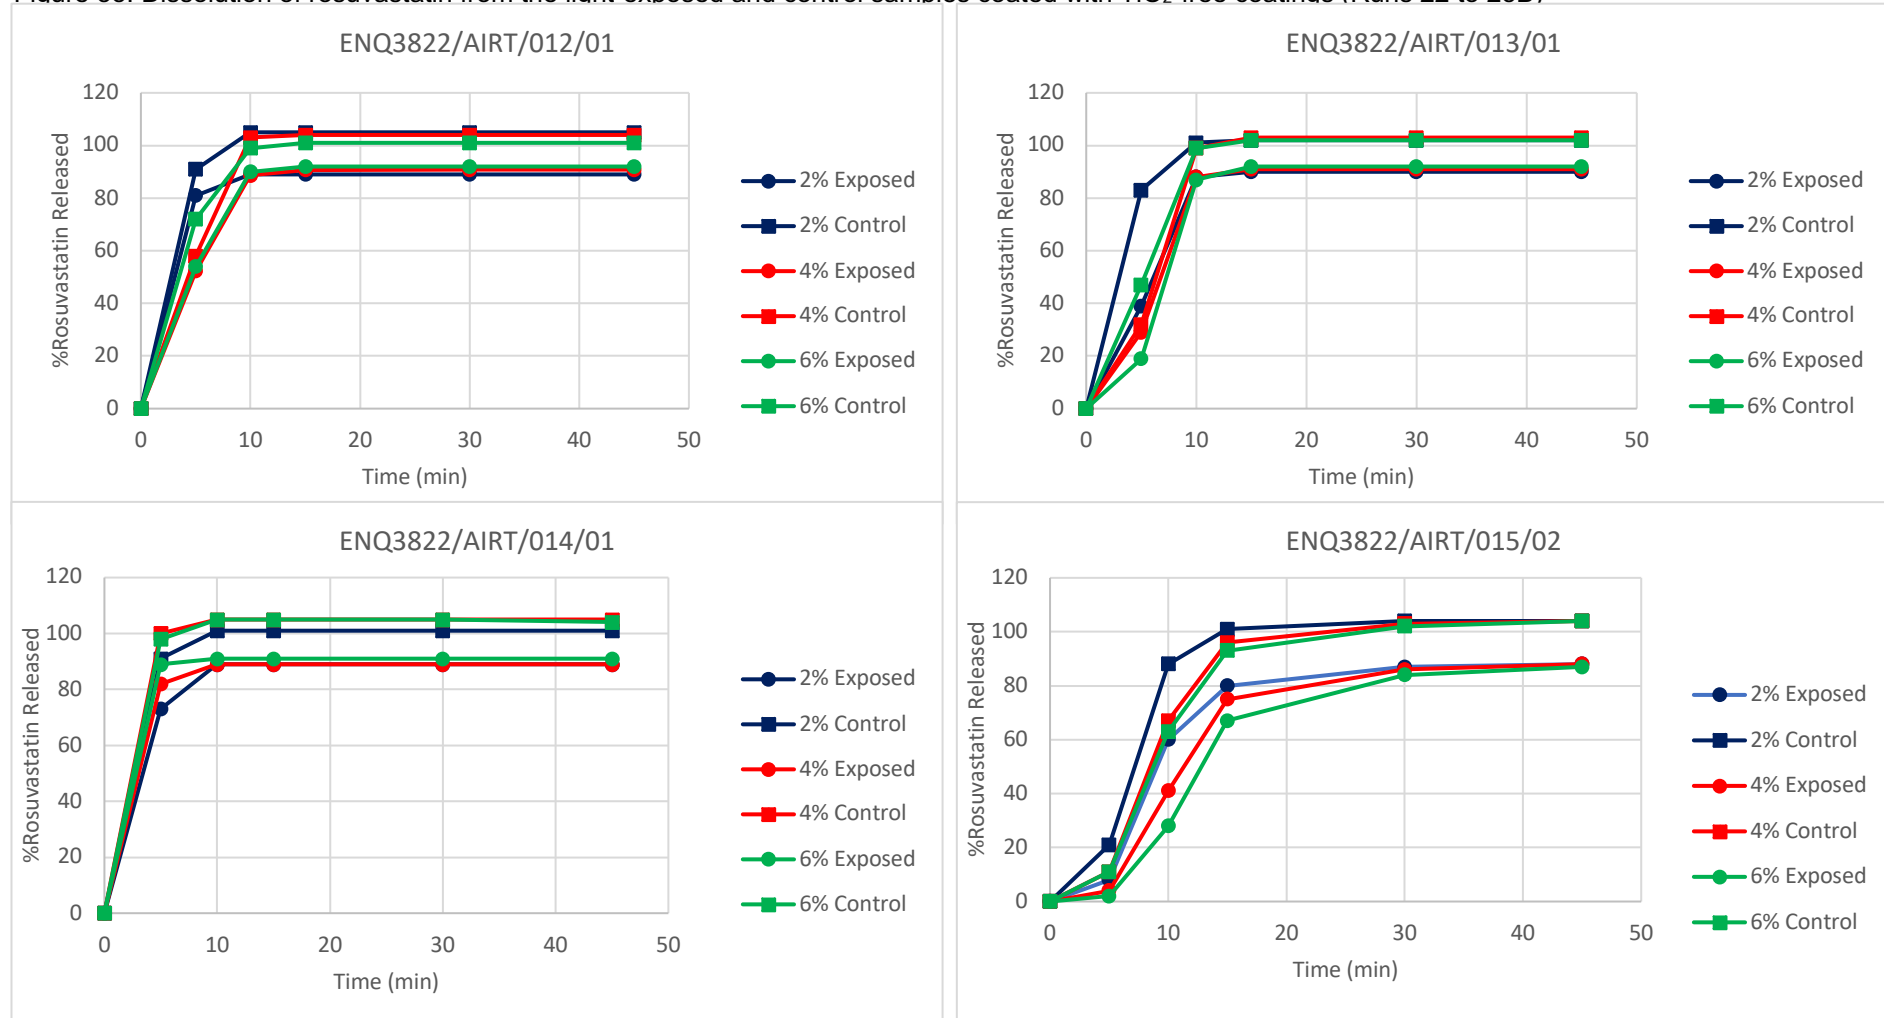 ENQ3822/AIRT/012/01
120
100
80
60
40
20
0
%Rosuvastatin Released
0 10 20 30 40 50
Time (min)
2% Exposed
2% Control
4% Exposed
4% Control
6% Exposed
6% Control
ENQ3822/AIRT/013/01
120
100
80
60
40
20
0
%Rosuvastatin Released
0 10 20 30 40 50
Time (min)
2% Exposed
2% Control
4% Exposed
4% Control
6% Exposed
6% Control
ENQ3822/AIRT/014/01
120
100
80
60
40
20
0
%Rosuvastatin Released
0 10 20 30 40 50
Time (min)
2% Exposed
2% Control
4% Exposed
4% Control
6% Exposed
6% Control
ENQ3822/AIRT/015/02
120
100
80
60
40
20
0
%Rosuvastatin Released
0 10 20 30 40 50
Time (min)
2% Exposed
2% Control
4% Exposed
4% Control
6% Exposed
6% Control